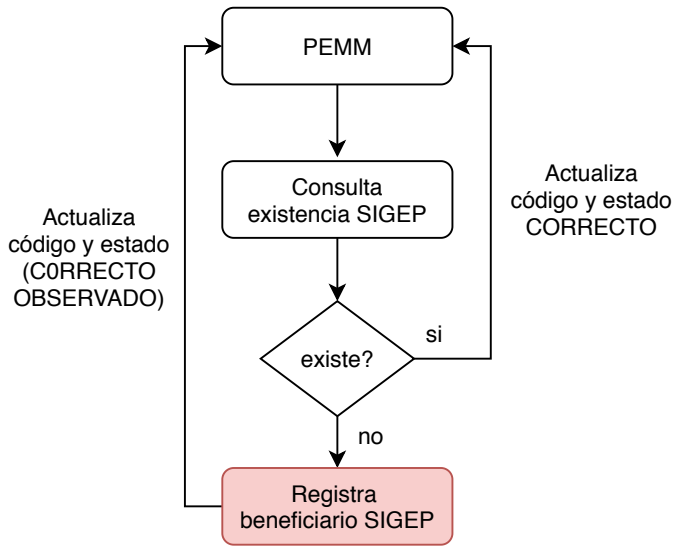 PEMM
Consulta
existencia SIGEP
Actualiza
código y estado
CORRECTO
Actualiza
código y estado
(C0RRECTO
OBSERVADO)
si
existe?
no
Registra
beneficiario SIGEP